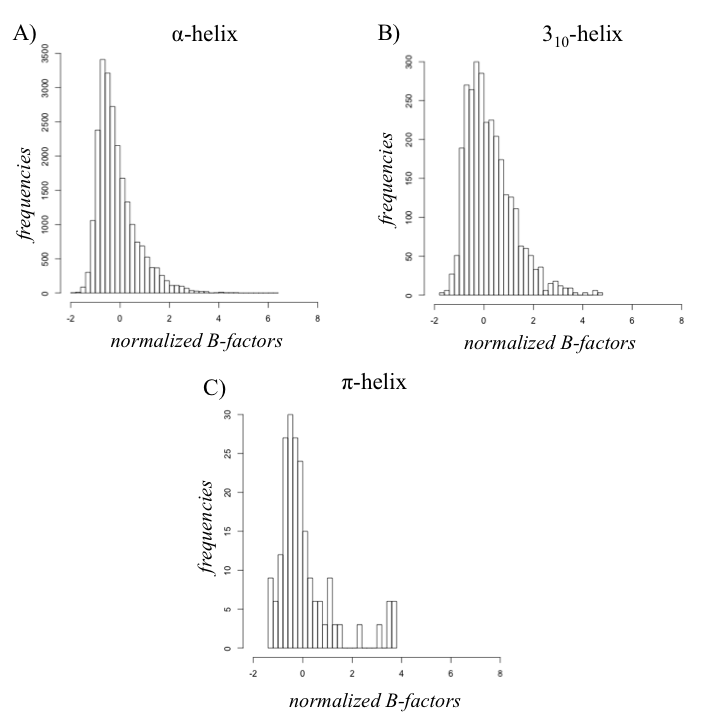 A) α-helix
frequencies
3500
3000
2500
2000
1500
1000
500
0
-2 0 2 4 6 8
normalized B-factors
B) 3₁₀-helix
frequencies
300
250
200
150
100
50
0
-2 0 2 4 6 8
normalized B-factors
C) π-helix
frequencies
30
25
20
15
10
5
0
-2 0 2 4 6 8
normalized B-factors